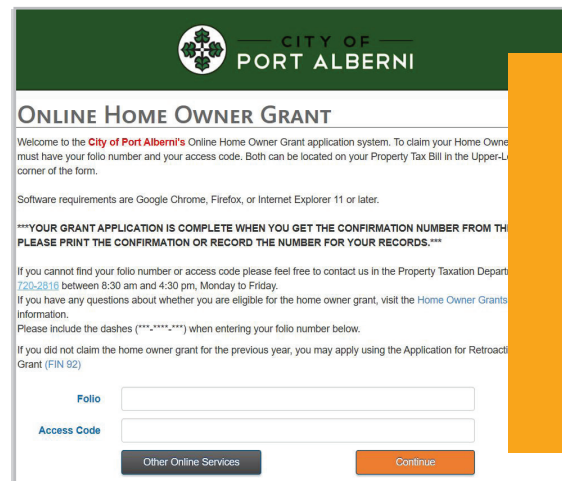 CITY OF
PORT ALBERNI
ONLINE HOME OWNER GRANT
Welcome to the City of Port Alberni's Online Home Owner Grant application system. To claim your Home Owne
must have your folio number and your access code. Both can be located on your Property Tax Bill in the Upper-L
corner of the form.
Software requirements are Google Chrome, Firefox, or Internet Explorer 11 or later.
***YOUR GRANT APPLICATION IS COMPLETE WHEN YOU GET THE CONFIRMATION NUMBER FROM TH
PLEASE PRINT THE CONFIRMATION OR RECORD THE NUMBER FOR YOUR RECORDS.***
If you cannot find your folio number or access code please feel free to contact us in the Property Taxation Depart
720-2816 between 8:30 am and 4:30 pm, Monday to Friday.
If you have any questions about whether you are eligible for the home owner grant, visit the Home Owner Grants
information.
Please include the dashes (***-****-***) when entering your folio number below.
If you did not claim the home owner grant for the previous year, you may apply using the Application for Retroacti
Grant (FIN 92)
Folio
Access Code
Other Online Services
Continue